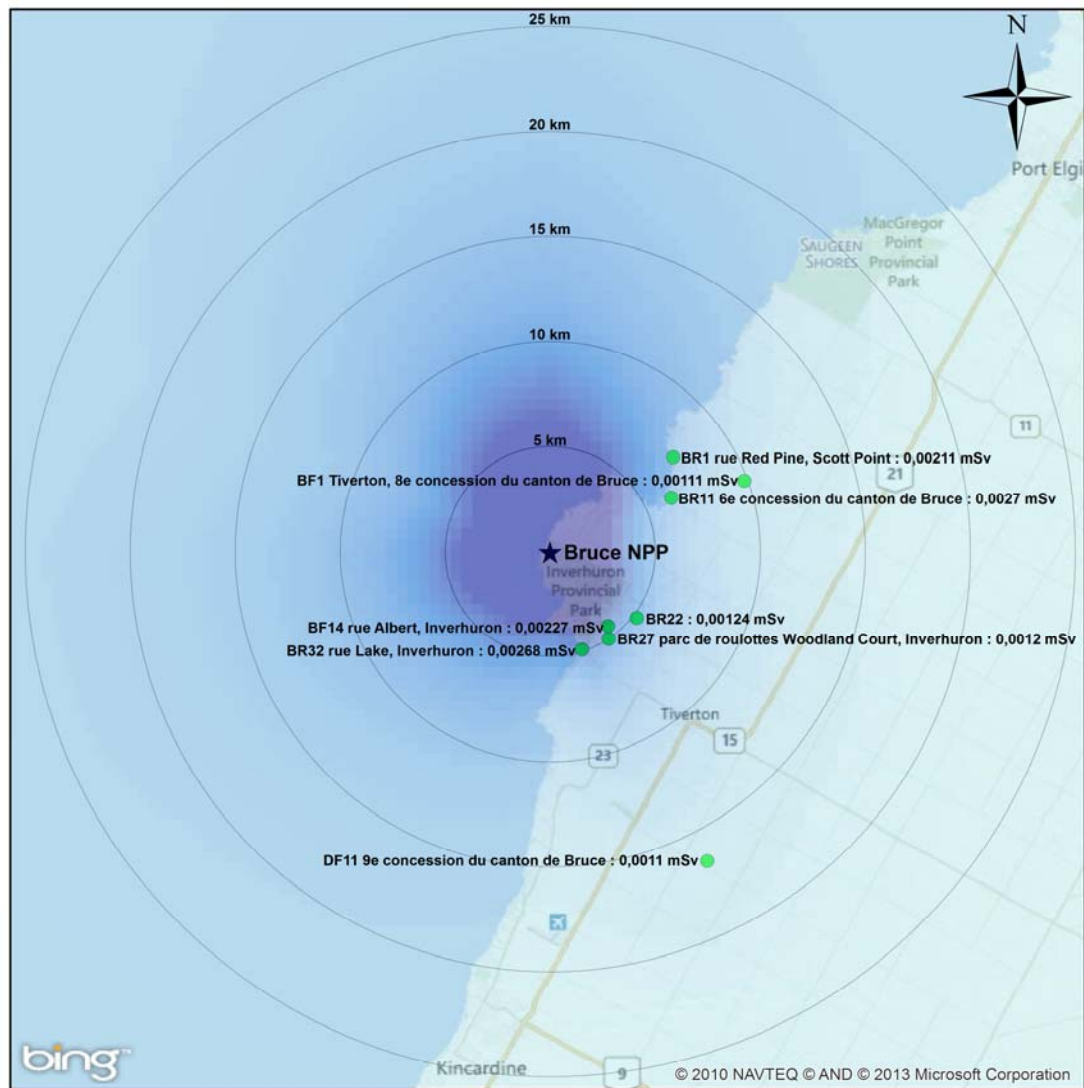 25 km
N
20 km
Port Elgi
15 km
MacGregor
Point
Provincial
Park
SAUGEEN
SHORES
10 km
11
5 km
BR1 rue Red Pine, Scott Point : 0,00211 mSv
21
BF1 Tiverton, 8e concession du canton de Bruce : 0,00111 mSv
BR11 6e concession du canton de Bruce : 0,0027 mSv
Bruce NPP
Inverhuron
Provincial
Park
BR22 : 0,00124 mSv
BF14 rue Albert, Inverhuron : 0,00227 mSv
BR27 parc de roulottes Woodland Court, Inverhuron : 0,0012 mSv
BR32 rue Lake, Inverhuron : 0,00268 mSv
Tiverton
15
23
DF11 9e concession du canton de Bruce : 0,0011 mSv
bing™
Kincardine
9
© 2010 NAVTEQ © AND © 2013 Microsoft Corporation